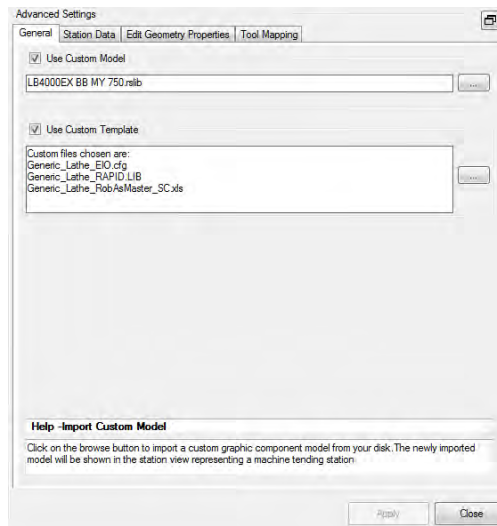 Advanced Settings
General Station Data Edit Geometry Properties Tool Mapping
Use Custom Model
LB4000EX BB MY 750.rslib
...
Use Custom Template
Custom files chosen are:
Generic_Lathe_EIO.cfg
Generic_Lathe_RAPID.LIB
Generic_Lathe_RobAsMaster_SC.xls
...
Help -Import Custom Model
Click on the browse button to import a custom graphic component model from your disk.The newly imported
model will be shown in the station view representing a machine tending station
Apply Close